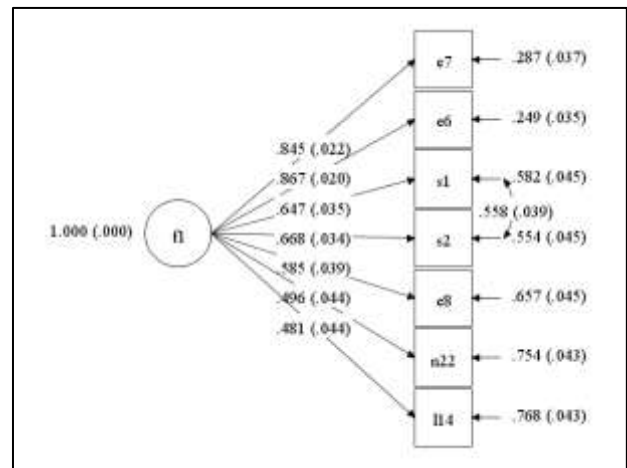 e7
.287 (.037)
e6
.249 (.035)
.845 (.022)
.867 (.020)
s1
.582 (.045)
.647 (.035)
.558 (.039)
1.000 (.000)
f1
.668 (.034)
s2
.554 (.045)
.585 (.039)
.496 (.044)
e8
.657 (.045)
.481 (.044)
n22
.754 (.043)
ll14
.768 (.043)